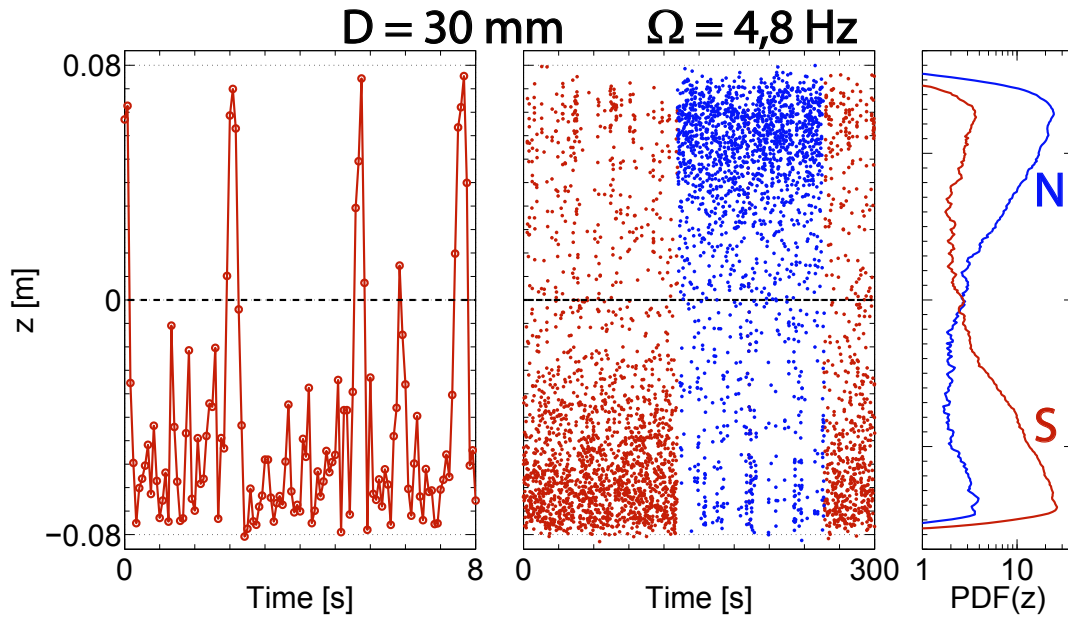 D = 30 mm Ω = 4,8 Hz
0.08
0
−0.08
z [m]
0 8
Time [s]
0 300
Time [s]
N
S
1 10
PDF(z)